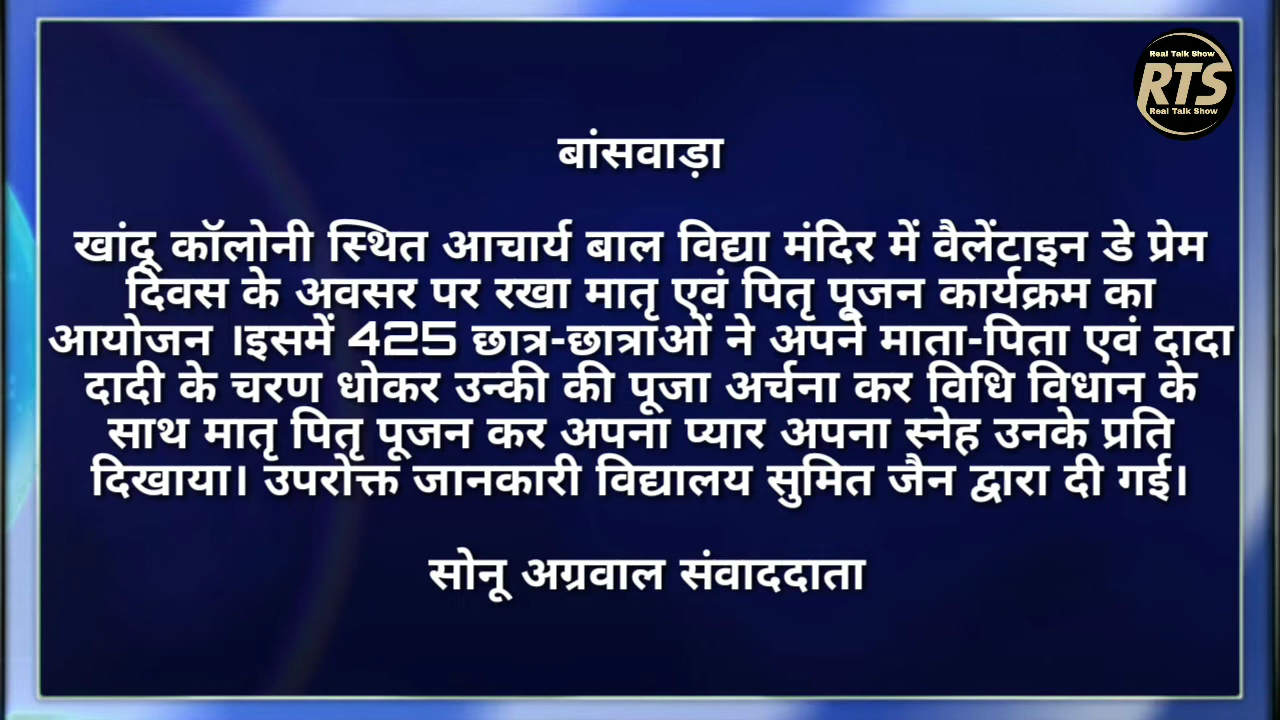 Real Talk Show
RTS
Real Talk Show
बांसवाड़ा
खांदू कॉलोनी स्थित आचार्य बाल विद्या मंदिर में वैलेंटाइन डे प्रेम
दिवस के अवसर पर रखा मातृ एवं पितृ पूजन कार्यक्रम का
आयोजन ।इसमें 425 छात्र-छात्राओं ने अपने माता-पिता एवं दादा
दादी के चरण धोकर उन्की की पूजा अर्चना कर विधि विधान के
साथ मातृ पितृ पूजन कर अपना प्यार अपना स्नेह उनके प्रति
दिखाया। उपरोक्त जानकारी विद्यालय सुमित जैन द्वारा दी गई।
सोनू अग्रवाल संवाददाता